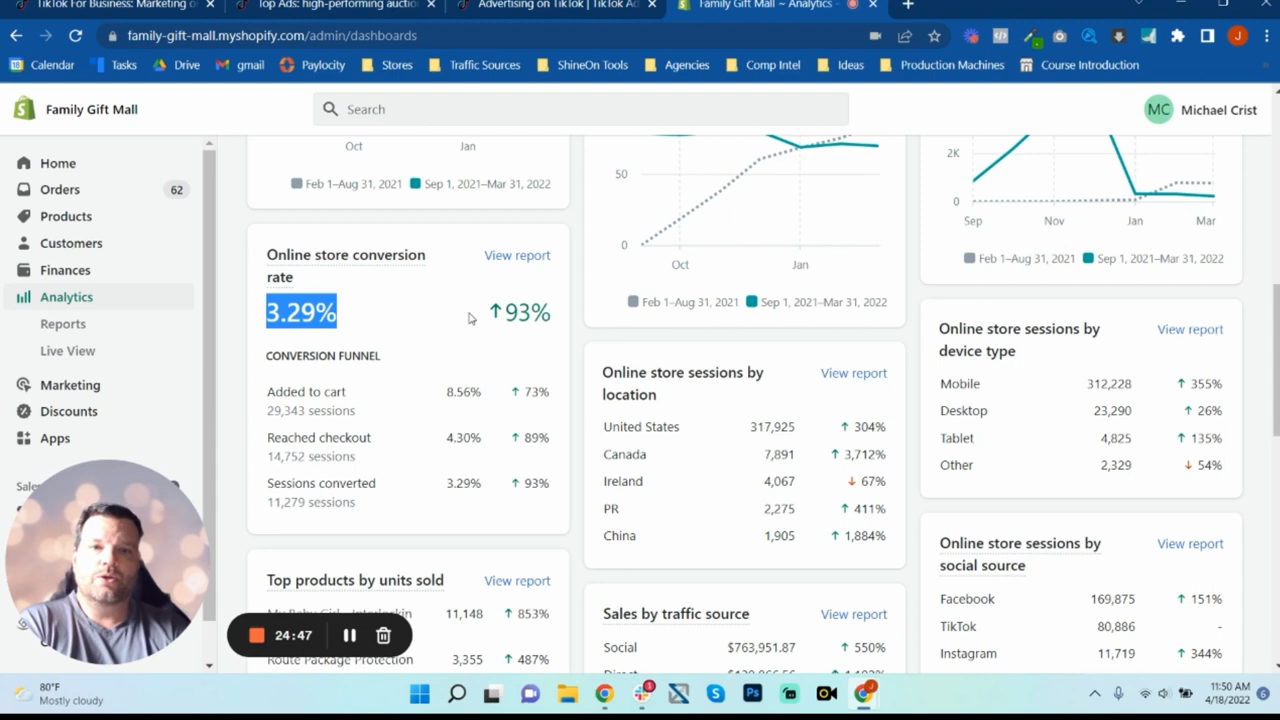 TikTok For Business: Marketing o
Top Ads: high-performing auctio
Advertising on TikTok | TikTok Ad
Family Gift Mall ~ Analytics
family-gift-mall.myshopify.com/admin/dashboards
J
Calendar
Tasks
Drive
gmail
Paylocity
Stores
Traffic Sources
ShineOn Tools
Agencies
Comp Intel
Ideas
Production Machines
Course Introduction
Family Gift Mall
Search
MC
Michael Crist
Home
Orders
62
Products
Customers
Finances
Analytics
Reports
Live View
Marketing
Discounts
Apps
Oct
Jan
Feb 1–Aug 31, 2021
Sep 1, 2021–Mar 31, 2022
Online store conversion
rate
View report
3.29%
93%
CONVERSION FUNNEL
Added to cart
8.56%
73%
29,343 sessions
Reached checkout
4.30%
89%
14,752 sessions
Sessions converted
3.29%
93%
11,279 sessions
Top products by units sold
View report
11,148
853%
Route Package Protection
3,355
487%
50
0
Oct
Jan
Feb 1–Aug 31, 2021
Sep 1, 2021–Mar 31, 2022
Online store sessions by
location
View report
United States
317,925
304%
Canada
7,891
3,712%
Ireland
4,067
67%
PR
2,275
411%
China
1,905
1,884%
Sales by traffic source
View report
Social
$763,951.87
550%
2K
0
Sep
Nov
Jan
Mar
Feb 1–Aug 31, 2021
Sep 1, 2021–Mar 31, 2022
Online store sessions by
device type
View report
Mobile
312,228
355%
Desktop
23,290
26%
Tablet
4,825
135%
Other
2,329
54%
Online store sessions by
social source
View report
Facebook
169,875
151%
TikTok
80,886
-
Instagram
11,719
344%
24:47
80°F
Mostly cloudy
11:50 AM
4/18/2022